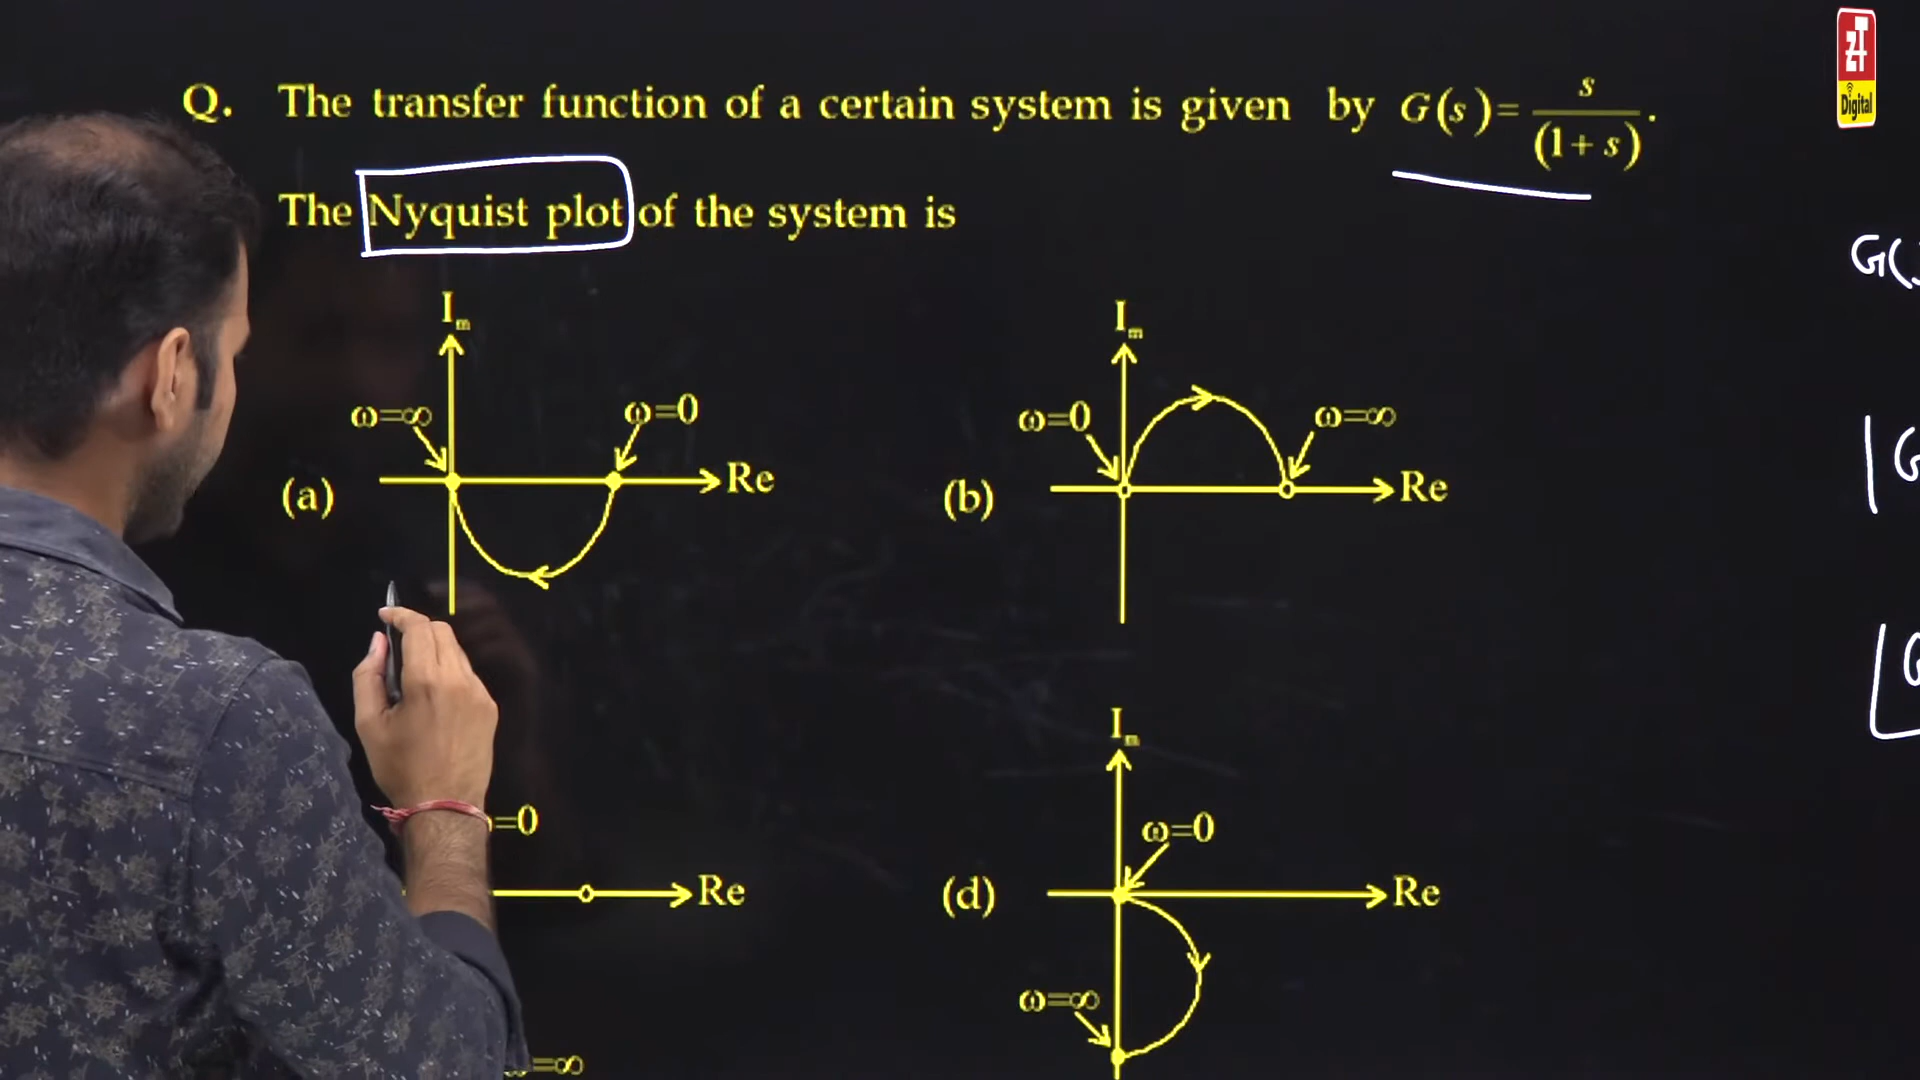 Q. The transfer function of a certain system is given by G(s)= s/(1+s).
The Nyquist plot of the system is
ZT
Digital
G(
|G
Im
ω=∞
ω=0
Re
(a)
Im
ω=0
ω=∞
Re
(b)
=0
Re
=∞
Im
ω=0
Re
(d)
ω=∞